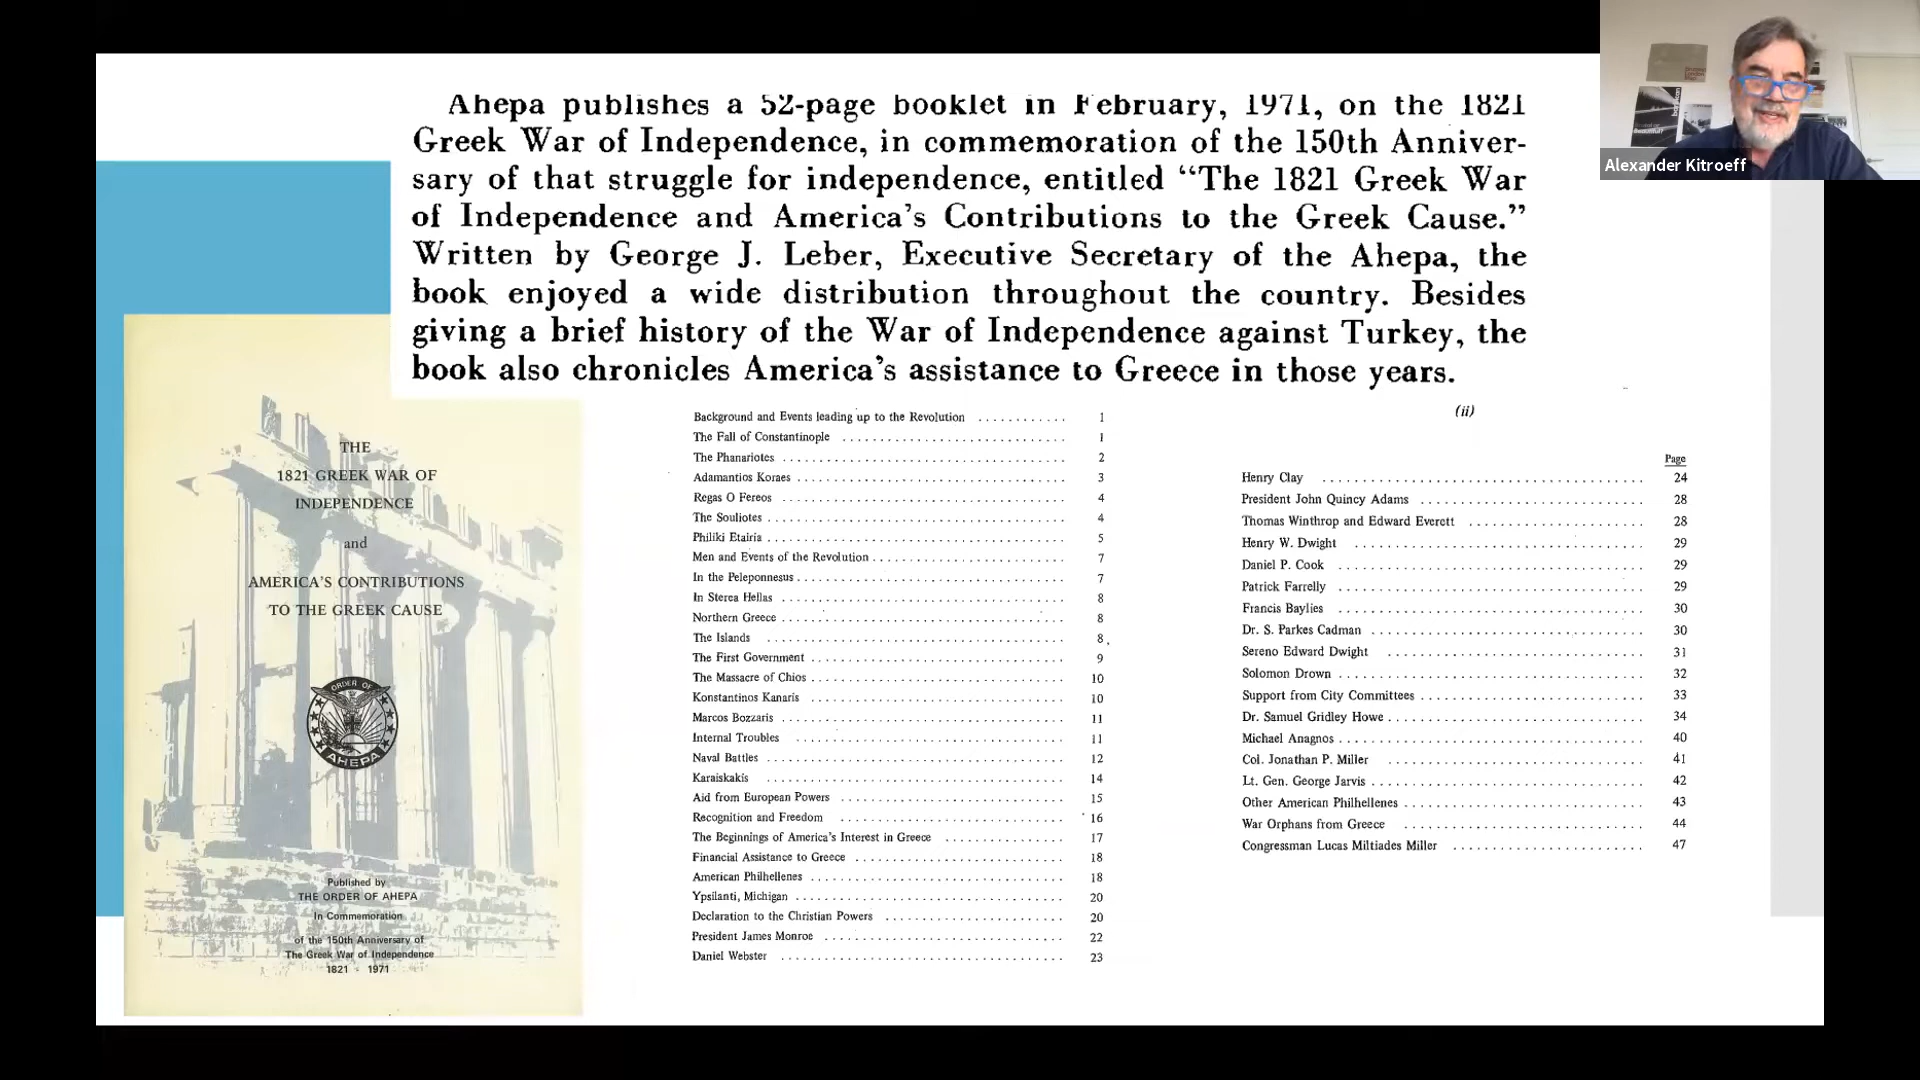 Ahepa publishes a 52-page booklet in February, 1971, on the 1821
Greek War of Independence, in commemoration of the 150th Anniver-
sary of that struggle for independence, entitled “The 1821 Greek War
of Independence and America’s Contributions to the Greek Cause.”
Written by George J. Leber, Executive Secretary of the Ahepa, the
book enjoyed a wide distribution throughout the country. Besides
giving a brief history of the War of Independence against Turkey, the
book also chronicles America’s assistance to Greece in those years.
Alexander Kitroeff
THE
1821 GREEK WAR OF
INDEPENDENCE
and
AMERICA'S CONTRIBUTIONS
TO THE GREEK CAUSE
ORDER OF
AHEPA
Published by
THE ORDER OF AHEPA
In Commemoration
of the 150th Anniversary of
The Greek War of Independence
1821 - 1971
Background and Events leading up to the Revolution ............ 1
The Fall of Constantinople ............ 1
The Phanariotes ............ 2
Adamantios Koraes ............ 3
Regas O Fereos ............ 4
The Souliotes ............ 4
Philiki Etairia ............ 5
Men and Events of the Revolution ............ 7
In the Peleponnesus ............ 7
In Sterea Hellas ............ 8
Northern Greece ............ 8
The Islands ............ 8
The First Government ............ 9
The Massacre of Chios ............ 10
Konstantinos Kanaris ............ 10
Marcos Bozzaris ............ 11
Internal Troubles ............ 11
Naval Battles ............ 12
Karaiskakis ............ 14
Aid from European Powers ............ 15
Recognition and Freedom ............ 16
The Beginnings of America's Interest in Greece ............ 17
Financial Assistance to Greece ............ 18
American Philhellenes ............ 18
Ypsilanti, Michigan ............ 20
Declaration to the Christian Powers ............ 20
President James Monroe ............ 22
Daniel Webster ............ 23
(ii)
Page
Henry Clay ............ 24
President John Quincy Adams ............ 28
Thomas Winthrop and Edward Everett ............ 28
Henry W. Dwight ............ 29
Daniel P. Cook ............ 29
Patrick Farrelly ............ 29
Francis Baylies ............ 30
Dr. S. Parkes Cadman ............ 30
Sereno Edward Dwight ............ 31
Solomon Drown ............ 32
Support from City Committees ............ 33
Dr. Samuel Gridley Howe ............ 34
Michael Anagnos ............ 40
Col. Jonathan P. Miller ............ 41
Lt. Gen. George Jarvis ............ 42
Other American Philhellenes ............ 43
War Orphans from Greece ............ 44
Congressman Lucas Miltiades Miller ............ 47